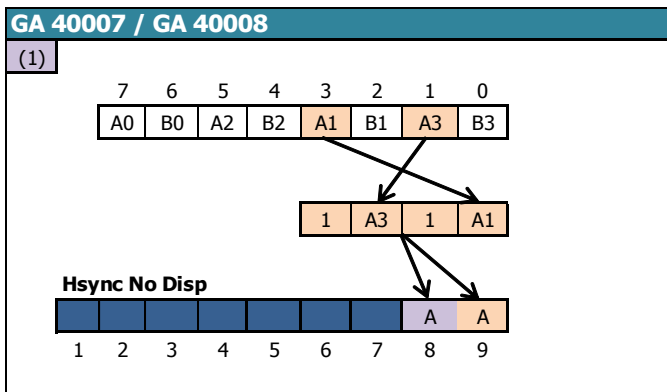 GA 40007 / GA 40008
(1)
7 6 5 4 3 2 1 0
A0 B0 A2 B2 A1 B1 A3 B3
1 A3 1 A1
Hsync No Disp
A A
1 2 3 4 5 6 7 8 9